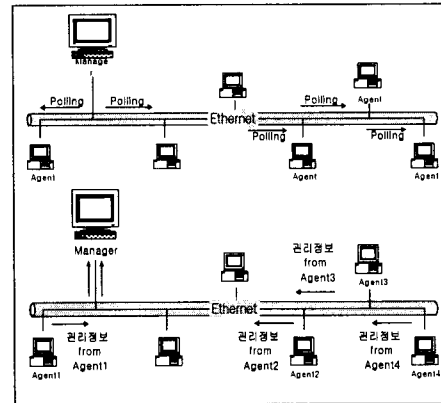 Manage
r
Polling
Polling
Polling
Agent
Ethernet
Polling
Polling
Agent
Agent
Agent
Manager
권리정보
from
Agent3
Agent3
Ethernet
권리정보
from
Agent1
권리정보
from
Agent2
권리정보
from
Agent4
Agent1
Agent2
Agent4